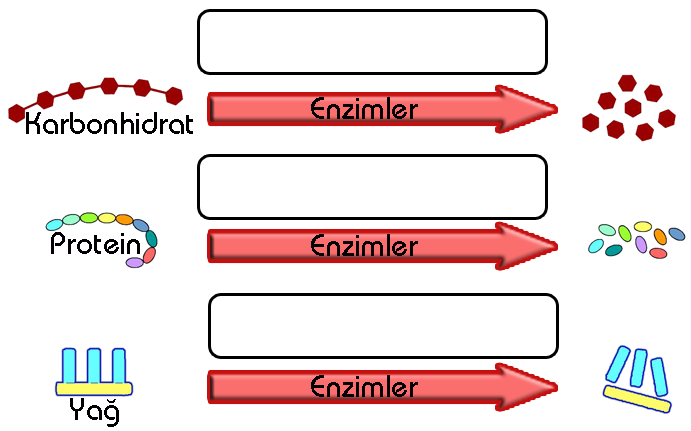 Enzimler
Karbonhidrat
Enzimler
Protein
Enzimler
Yağ